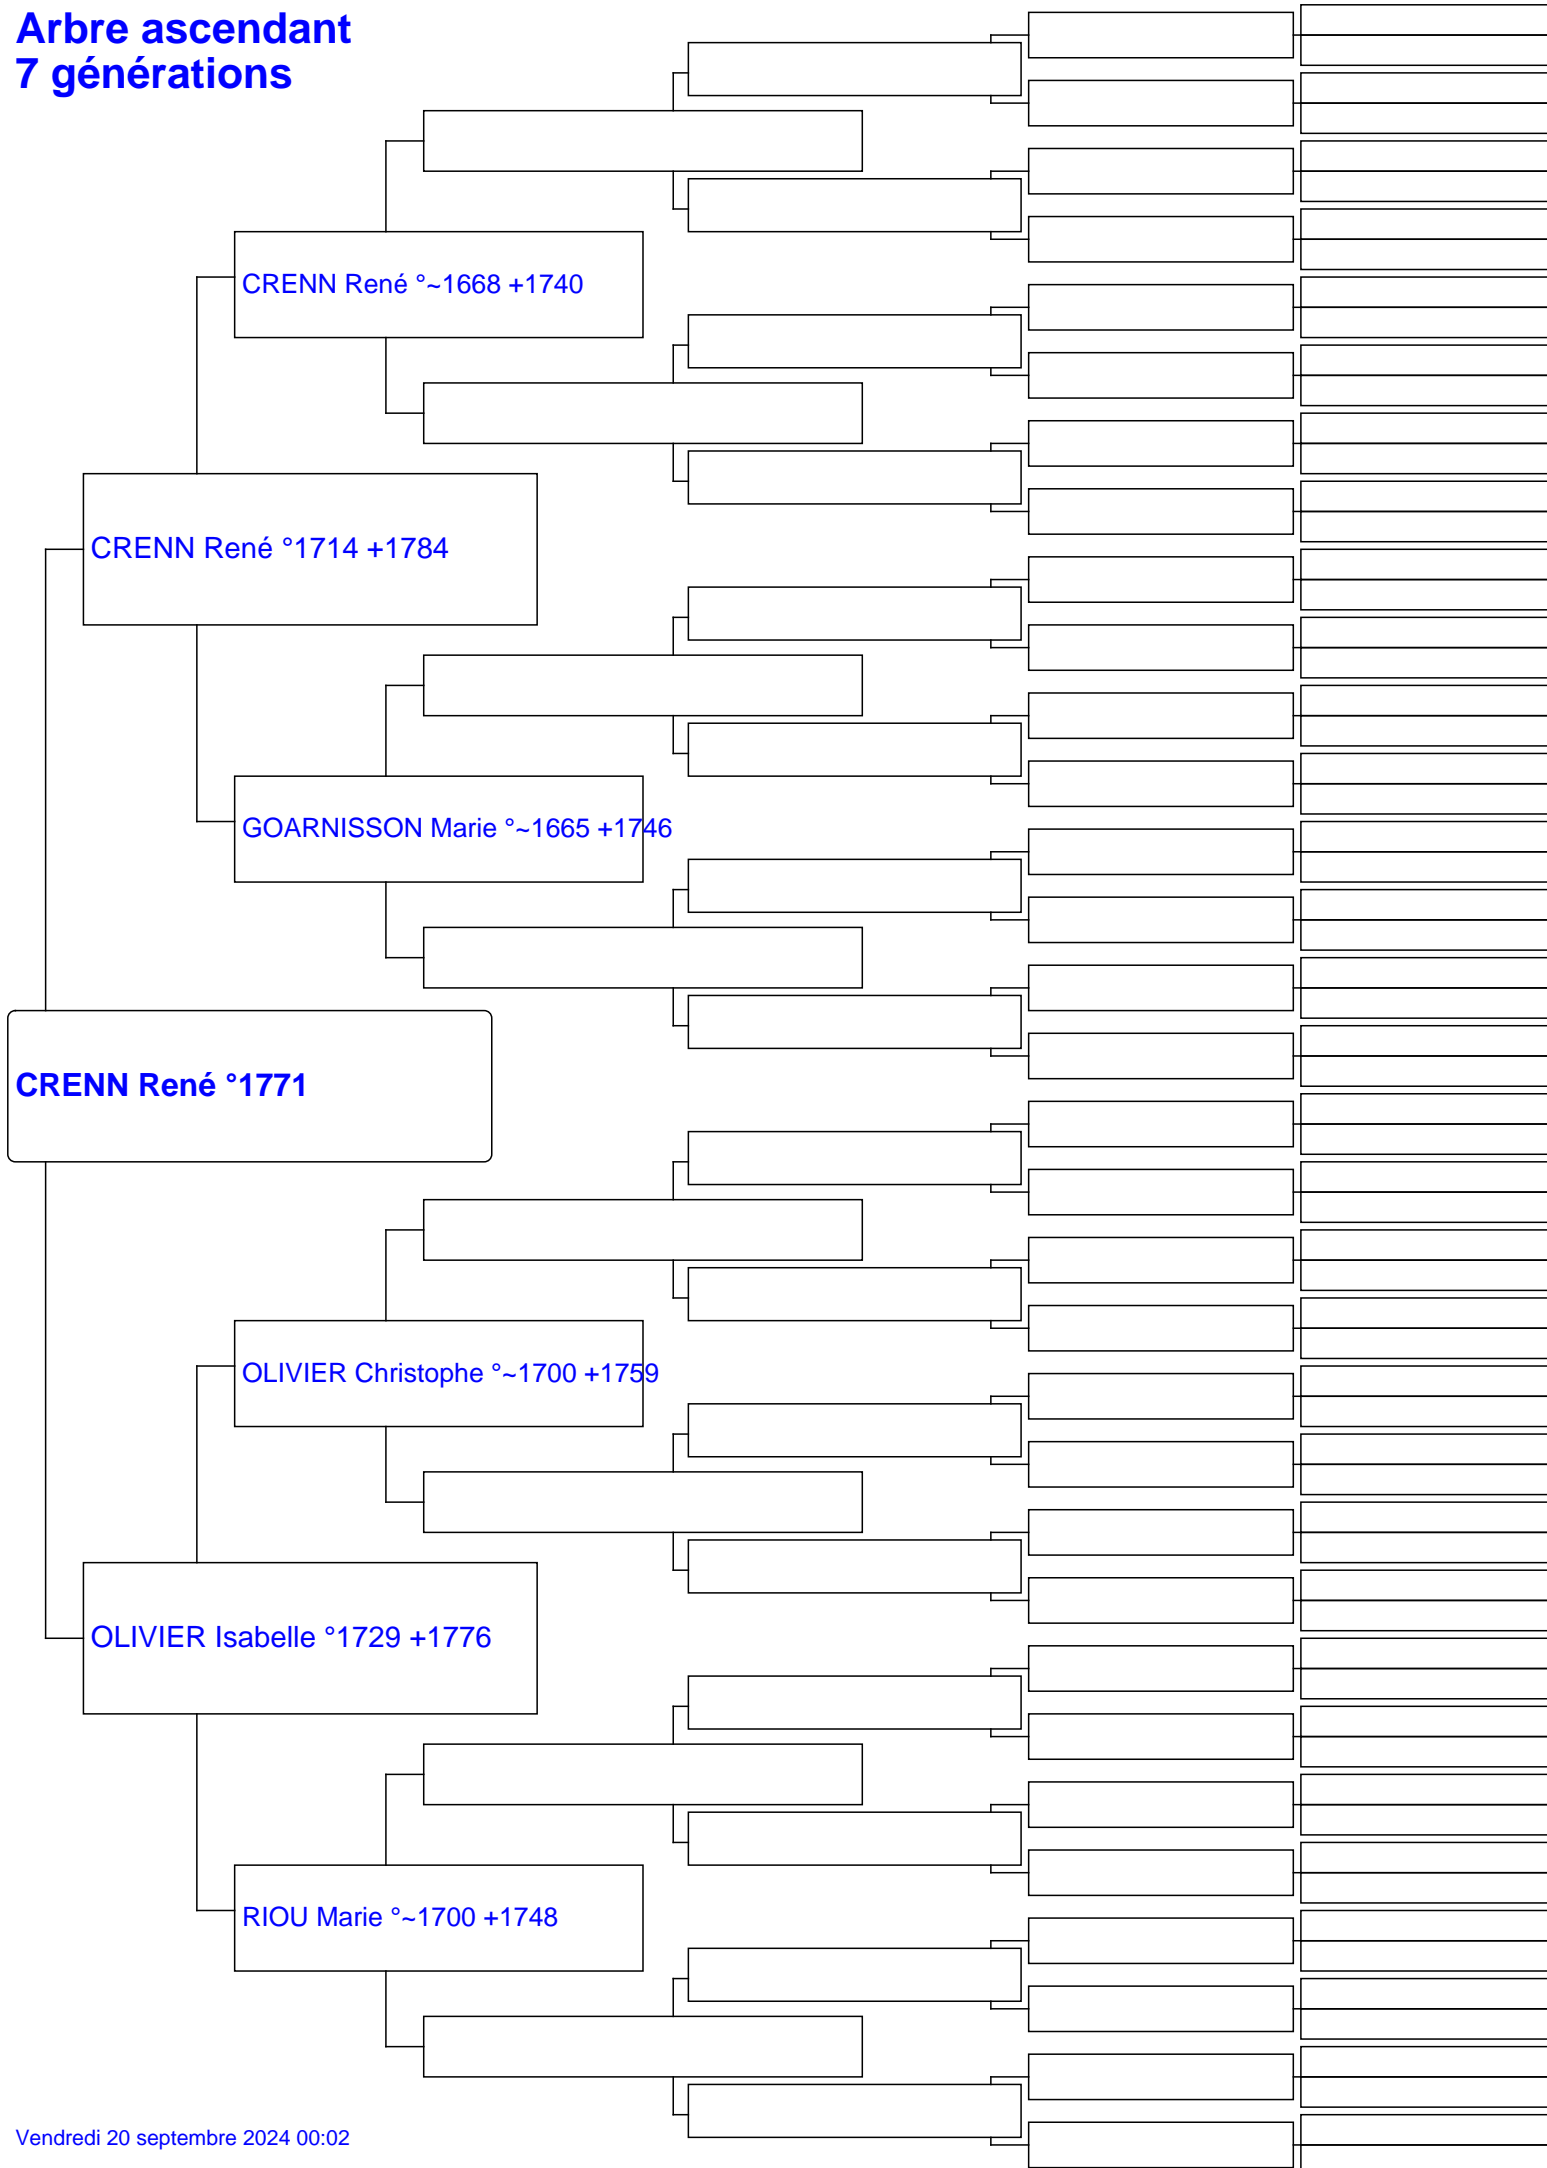 Arbre ascendant
7 générations
CRENN René °~1668 +1740
CRENN René °1714 +1784
GOARNISSON Marie °~1665 +1746
CRENN René °1771
OLIVIER Christophe °~1700 +1759
OLIVIER Isabelle °1729 +1776
RIOU Marie °~1700 +1748
Vendredi 20 septembre 2024 00:02